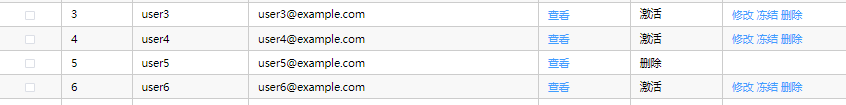 3 user3 user3@example.com 查看 激活 修改 冻结 删除
4 user4 user4@example.com 查看 激活 修改 冻结 删除
5 user5 user5@example.com 查看 删除
6 user6 user6@example.com 查看 激活 修改 冻结 删除